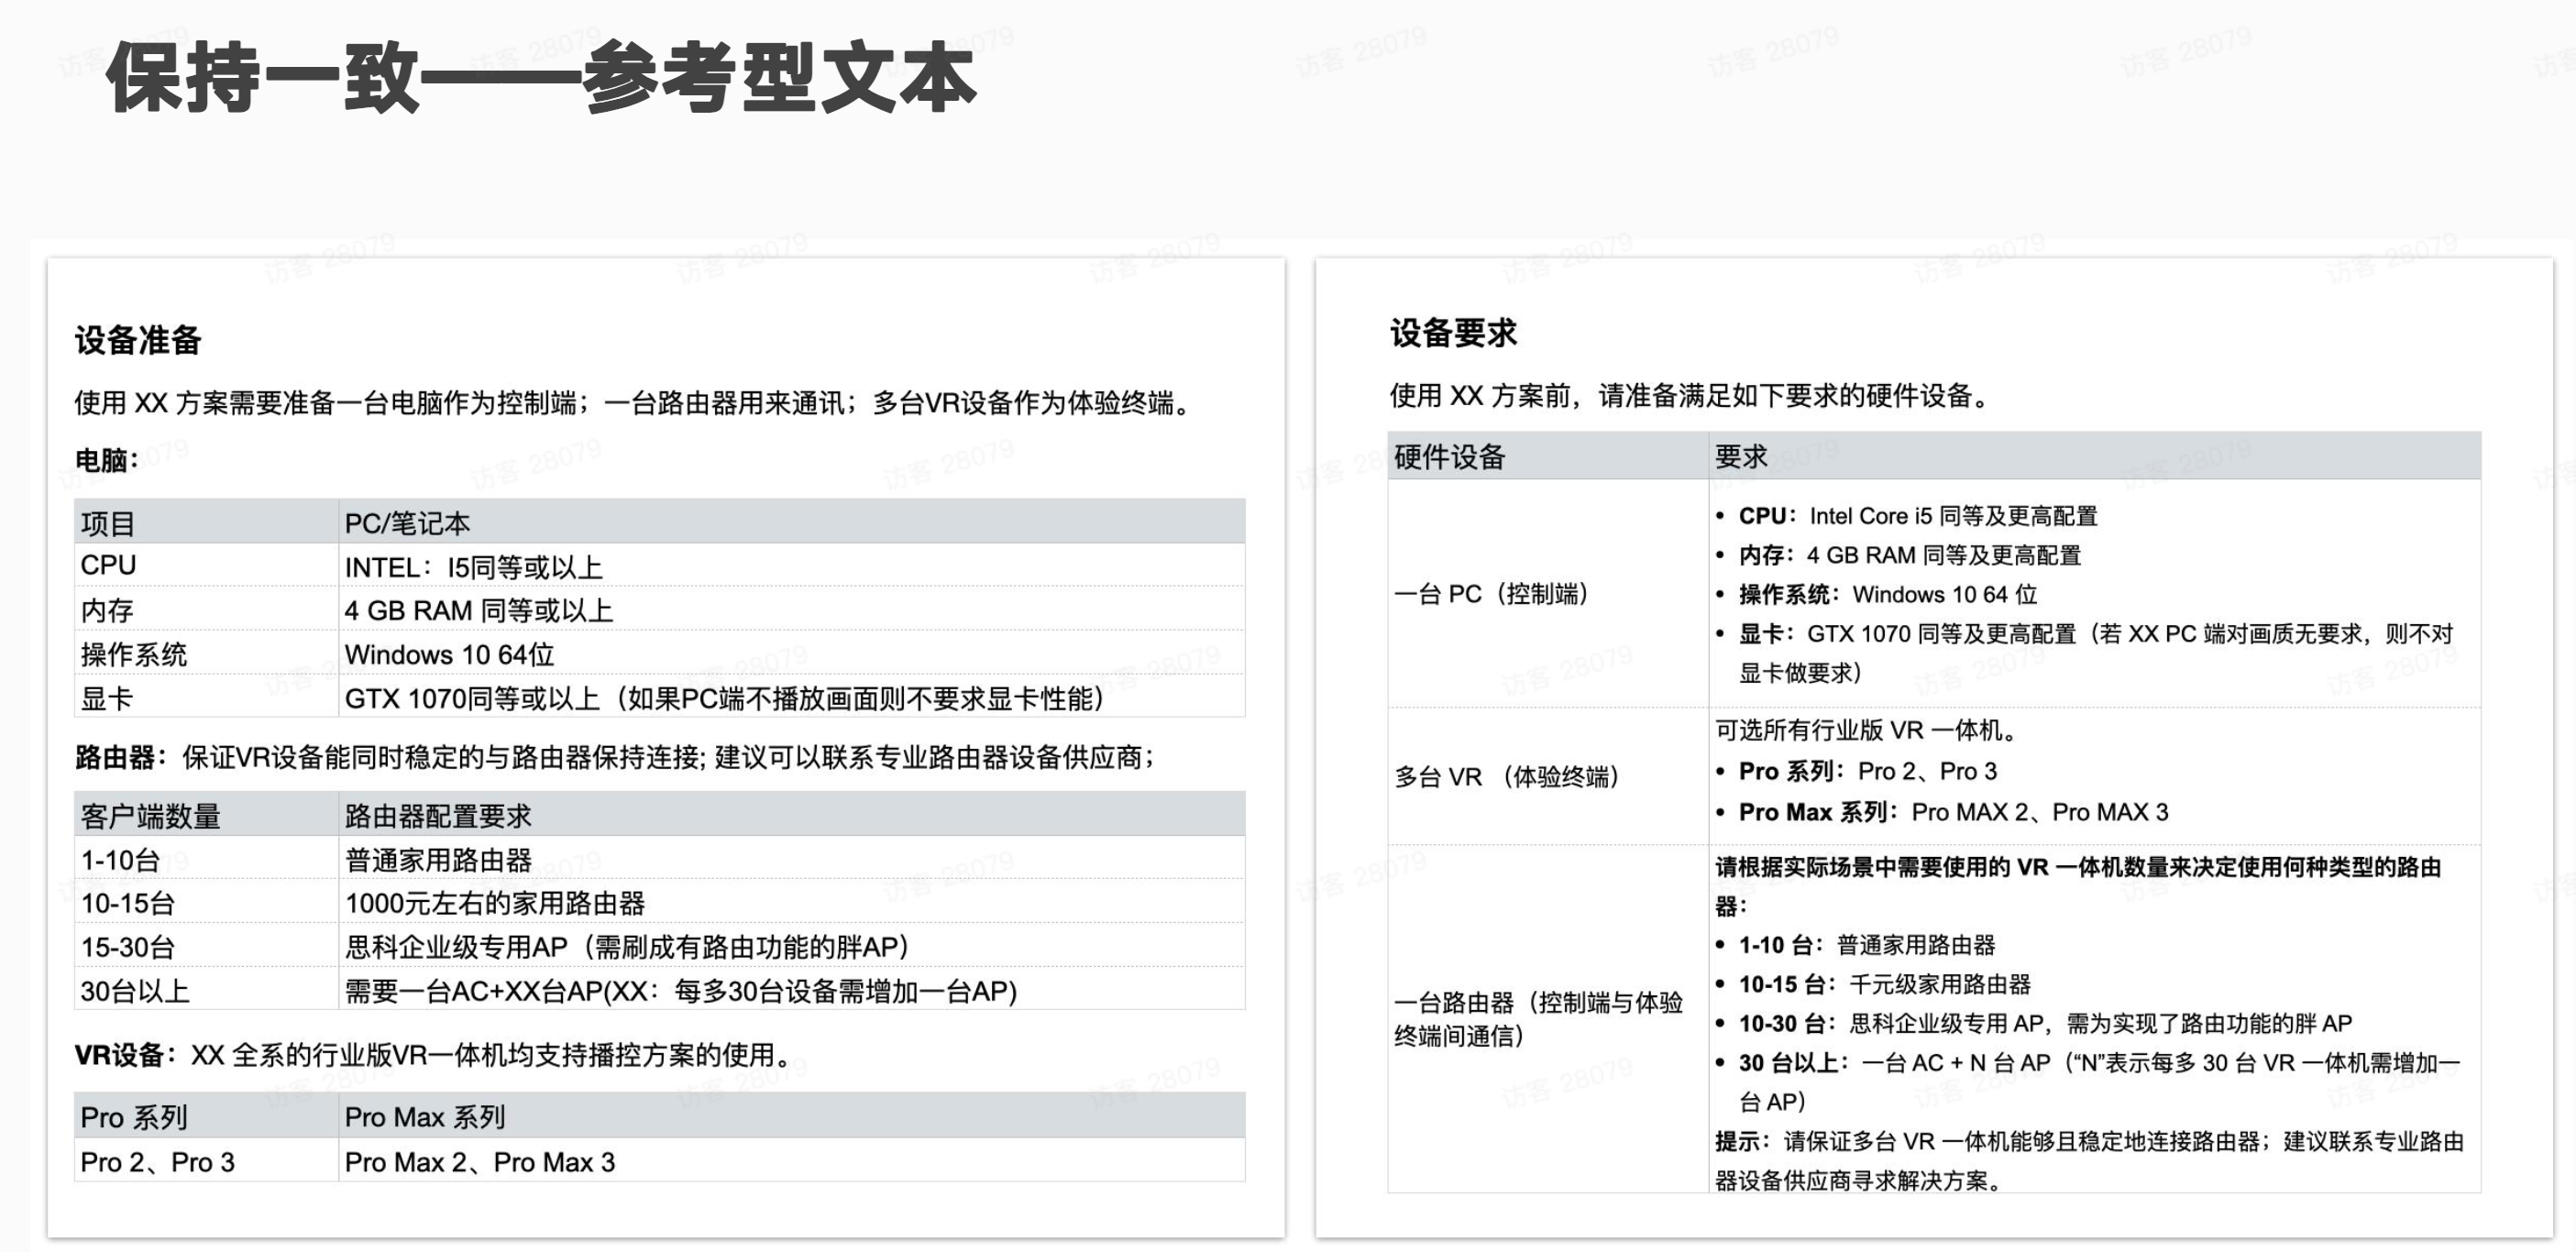 保持一致——参考型文本
设备准备
使用 XX 方案需要准备一台电脑作为控制端；一台路由器用来通讯；多台VR设备作为体验终端。
电脑：
项目 PC/笔记本
CPU INTEL：I5同等或以上
内存 4 GB RAM 同等或以上
操作系统 Windows 10 64位
显卡 GTX 1070同等或以上（如果PC端不播放画面则不要求显卡性能）
路由器：保证VR设备能同时稳定的与路由器保持连接; 建议可以联系专业路由器设备供应商；
客户端数量 路由器配置要求
1-10台 普通家用路由器
10-15台 1000元左右的家用路由器
15-30台 思科企业级专用AP（需刷成有路由功能的胖AP）
30台以上 需要一台AC+XX台AP(XX：每多30台设备需增加一台AP)
VR设备：XX 全系的行业版VR一体机均支持播控方案的使用。
Pro 系列 Pro Max 系列
Pro 2、Pro 3 Pro Max 2、Pro Max 3
设备要求
使用 XX 方案前，请准备满足如下要求的硬件设备。
硬件设备 要求
一台 PC（控制端）
• CPU：Intel Core i5 同等及更高配置
• 内存：4 GB RAM 同等及更高配置
• 操作系统：Windows 10 64 位
• 显卡：GTX 1070 同等及更高配置（若 XX PC 端对画质无要求，则不对
显卡做要求）
多台 VR （体验终端）
可选所有行业版 VR 一体机。
• Pro 系列：Pro 2、Pro 3
• Pro Max 系列：Pro MAX 2、Pro MAX 3
一台路由器（控制端与体验
终端间通信）
请根据实际场景中需要使用的 VR 一体机数量来决定使用何种类型的路由
器：
• 1-10 台：普通家用路由器
• 10-15 台：千元级家用路由器
• 10-30 台：思科企业级专用 AP，需为实现了路由功能的胖 AP
• 30 台以上：一台 AC + N 台 AP（“N”表示每多 30 台 VR 一体机需增加一
台 AP）
提示：请保证多台 VR 一体机能够且稳定地连接路由器；建议联系专业路由
器设备供应商寻求解决方案。
访客 28079